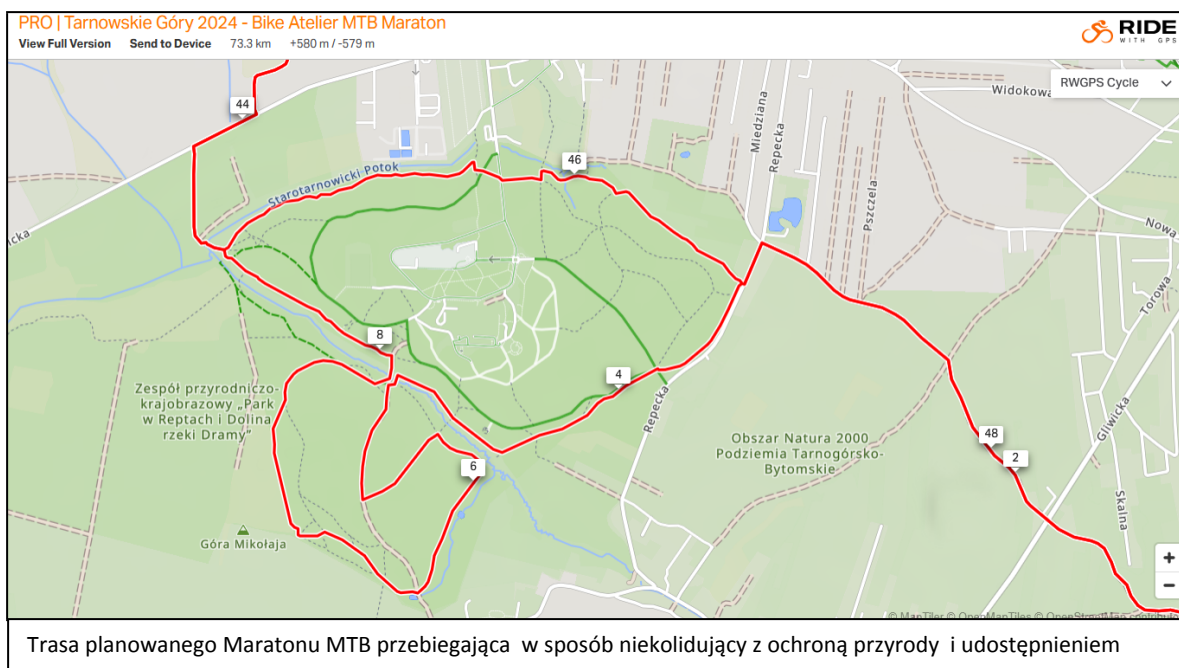 PRO | Tarnowskie Góry 2024 - Bike Atelier MTB Maraton
View Full Version Send to Device 73.3 km +580 m / -579 m
RIDE
WITH GPS
RWGPS Cycle
Widokowa
44
Miedziana
Repecka
46
Starotarnowicki Potok
Pszczela
Nowa
icka
Torowa
8
4
Zespół przyrodniczo-
krajobrazowy „Park
w Reptach i Dolina
rzeki Dramy”
Repecka
Gliwicka
Obszar Natura 2000
Podziemia Tarnogórsko-
Bytomskie
48
2
6
Skalna
Góra Mikołaja
+
−
© MapTiler © OpenMapTiles © OpenStreetMap contributo
Trasa planowanego Maratonu MTB przebiegająca w sposób niekolidujący z ochroną przyrody i udostępnieniem